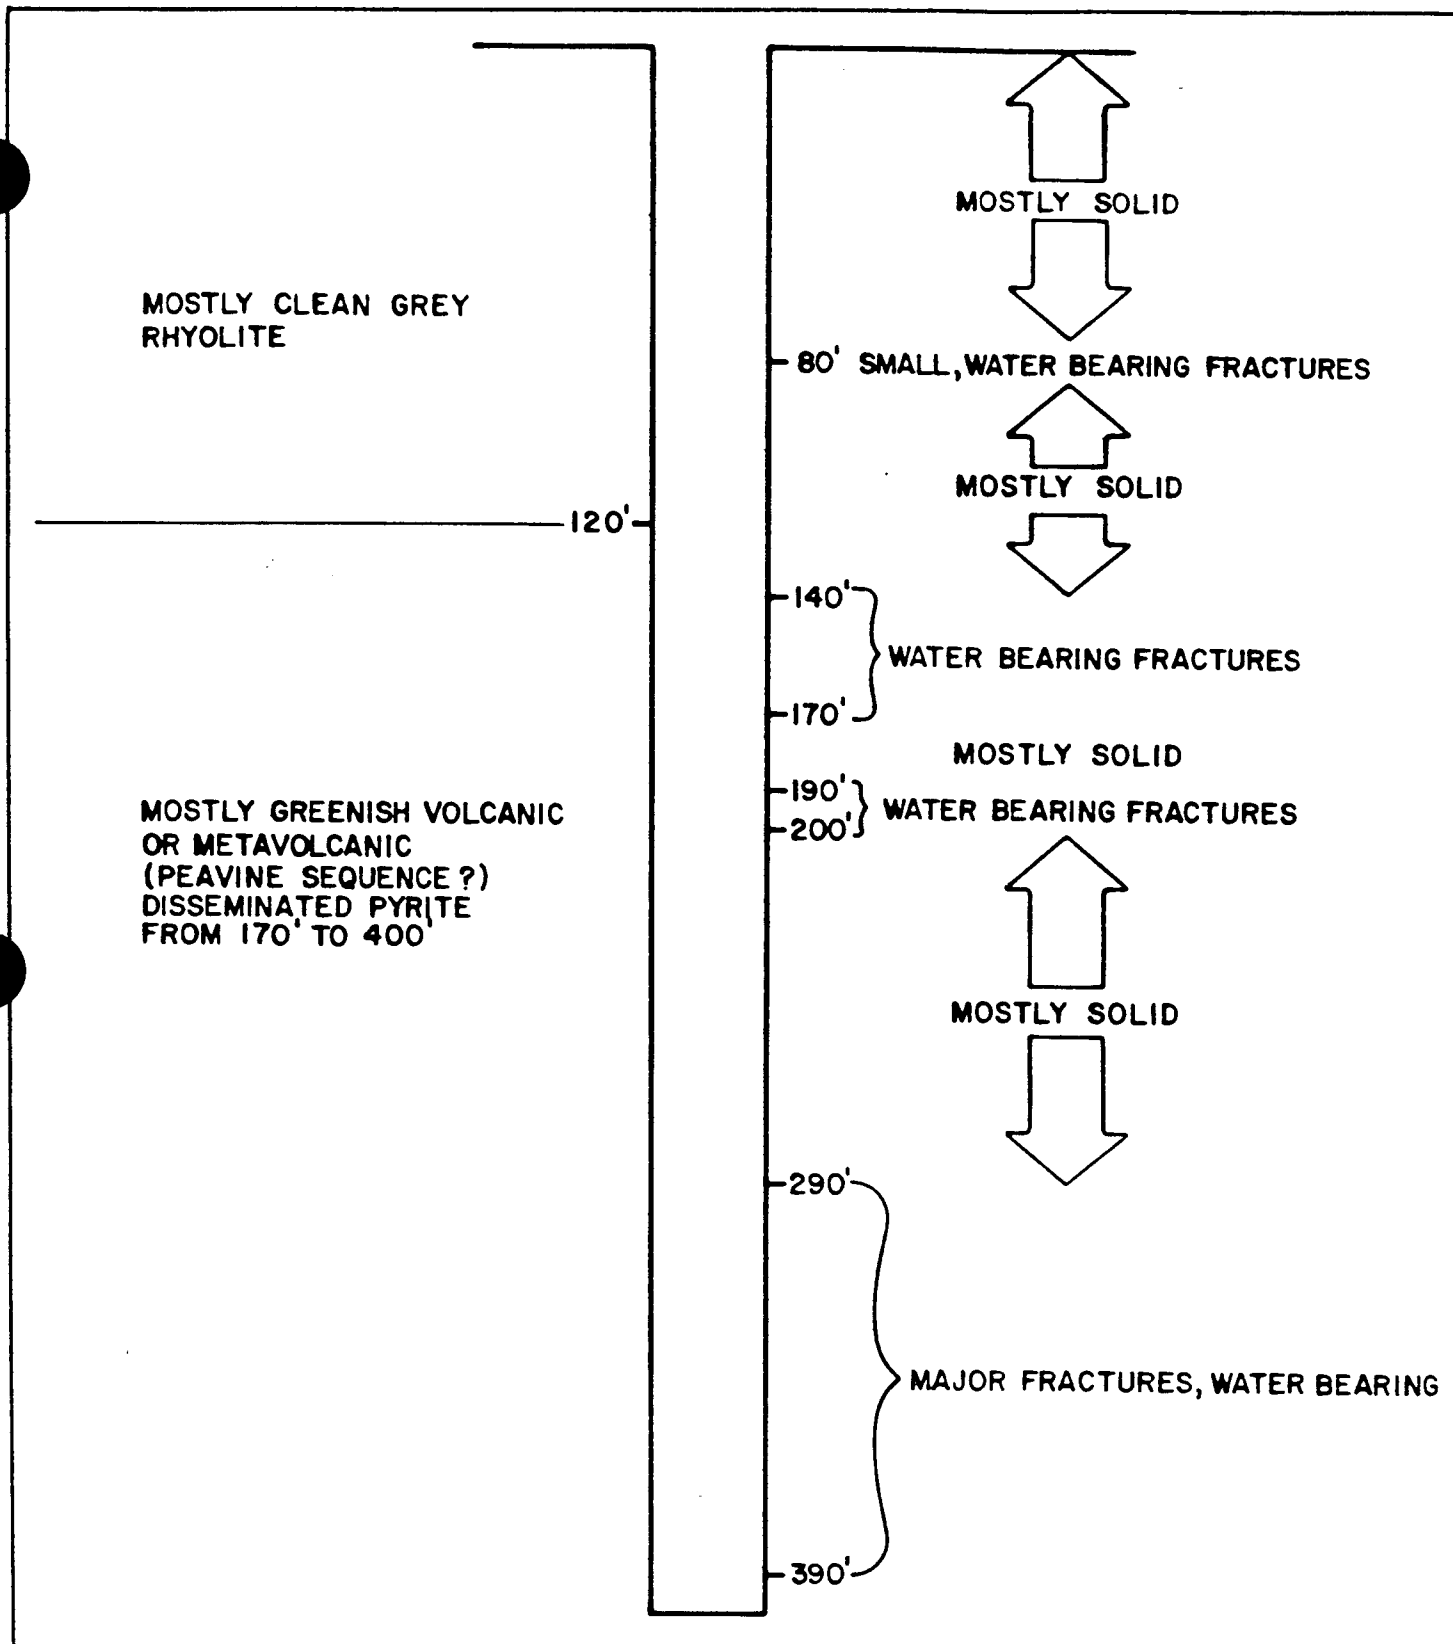 MOSTLY SOLID
MOSTLY CLEAN GREY
RHYOLITE
80' SMALL, WATER BEARING FRACTURES
MOSTLY SOLID
120'
140'
WATER BEARING FRACTURES
170'
MOSTLY SOLID
190'
WATER BEARING FRACTURES
200'
MOSTLY GREENISH VOLCANIC
OR METAVOLCANIC
(PEAVINE SEQUENCE?)
DISSEMINATED PYRITE
FROM 170' TO 400'
MOSTLY SOLID
290'
MAJOR FRACTURES, WATER BEARING
390'